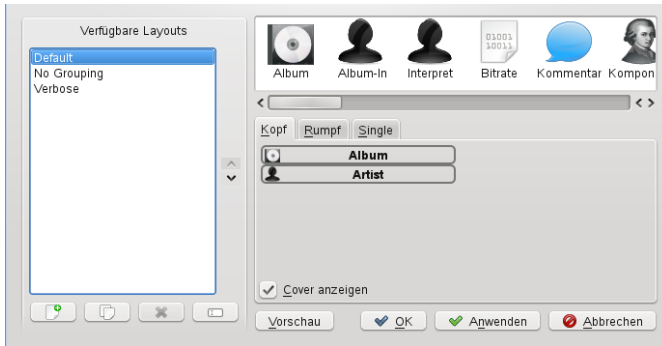 Verfügbare Layouts
Default
No Grouping
Verbose
01001
10011
Album Album-In Interpret Bitrate Kommentar Kompon
Kopf Rumpf Single
Album
Artist
Cover anzeigen
Vorschau OK Anwenden Abbrechen